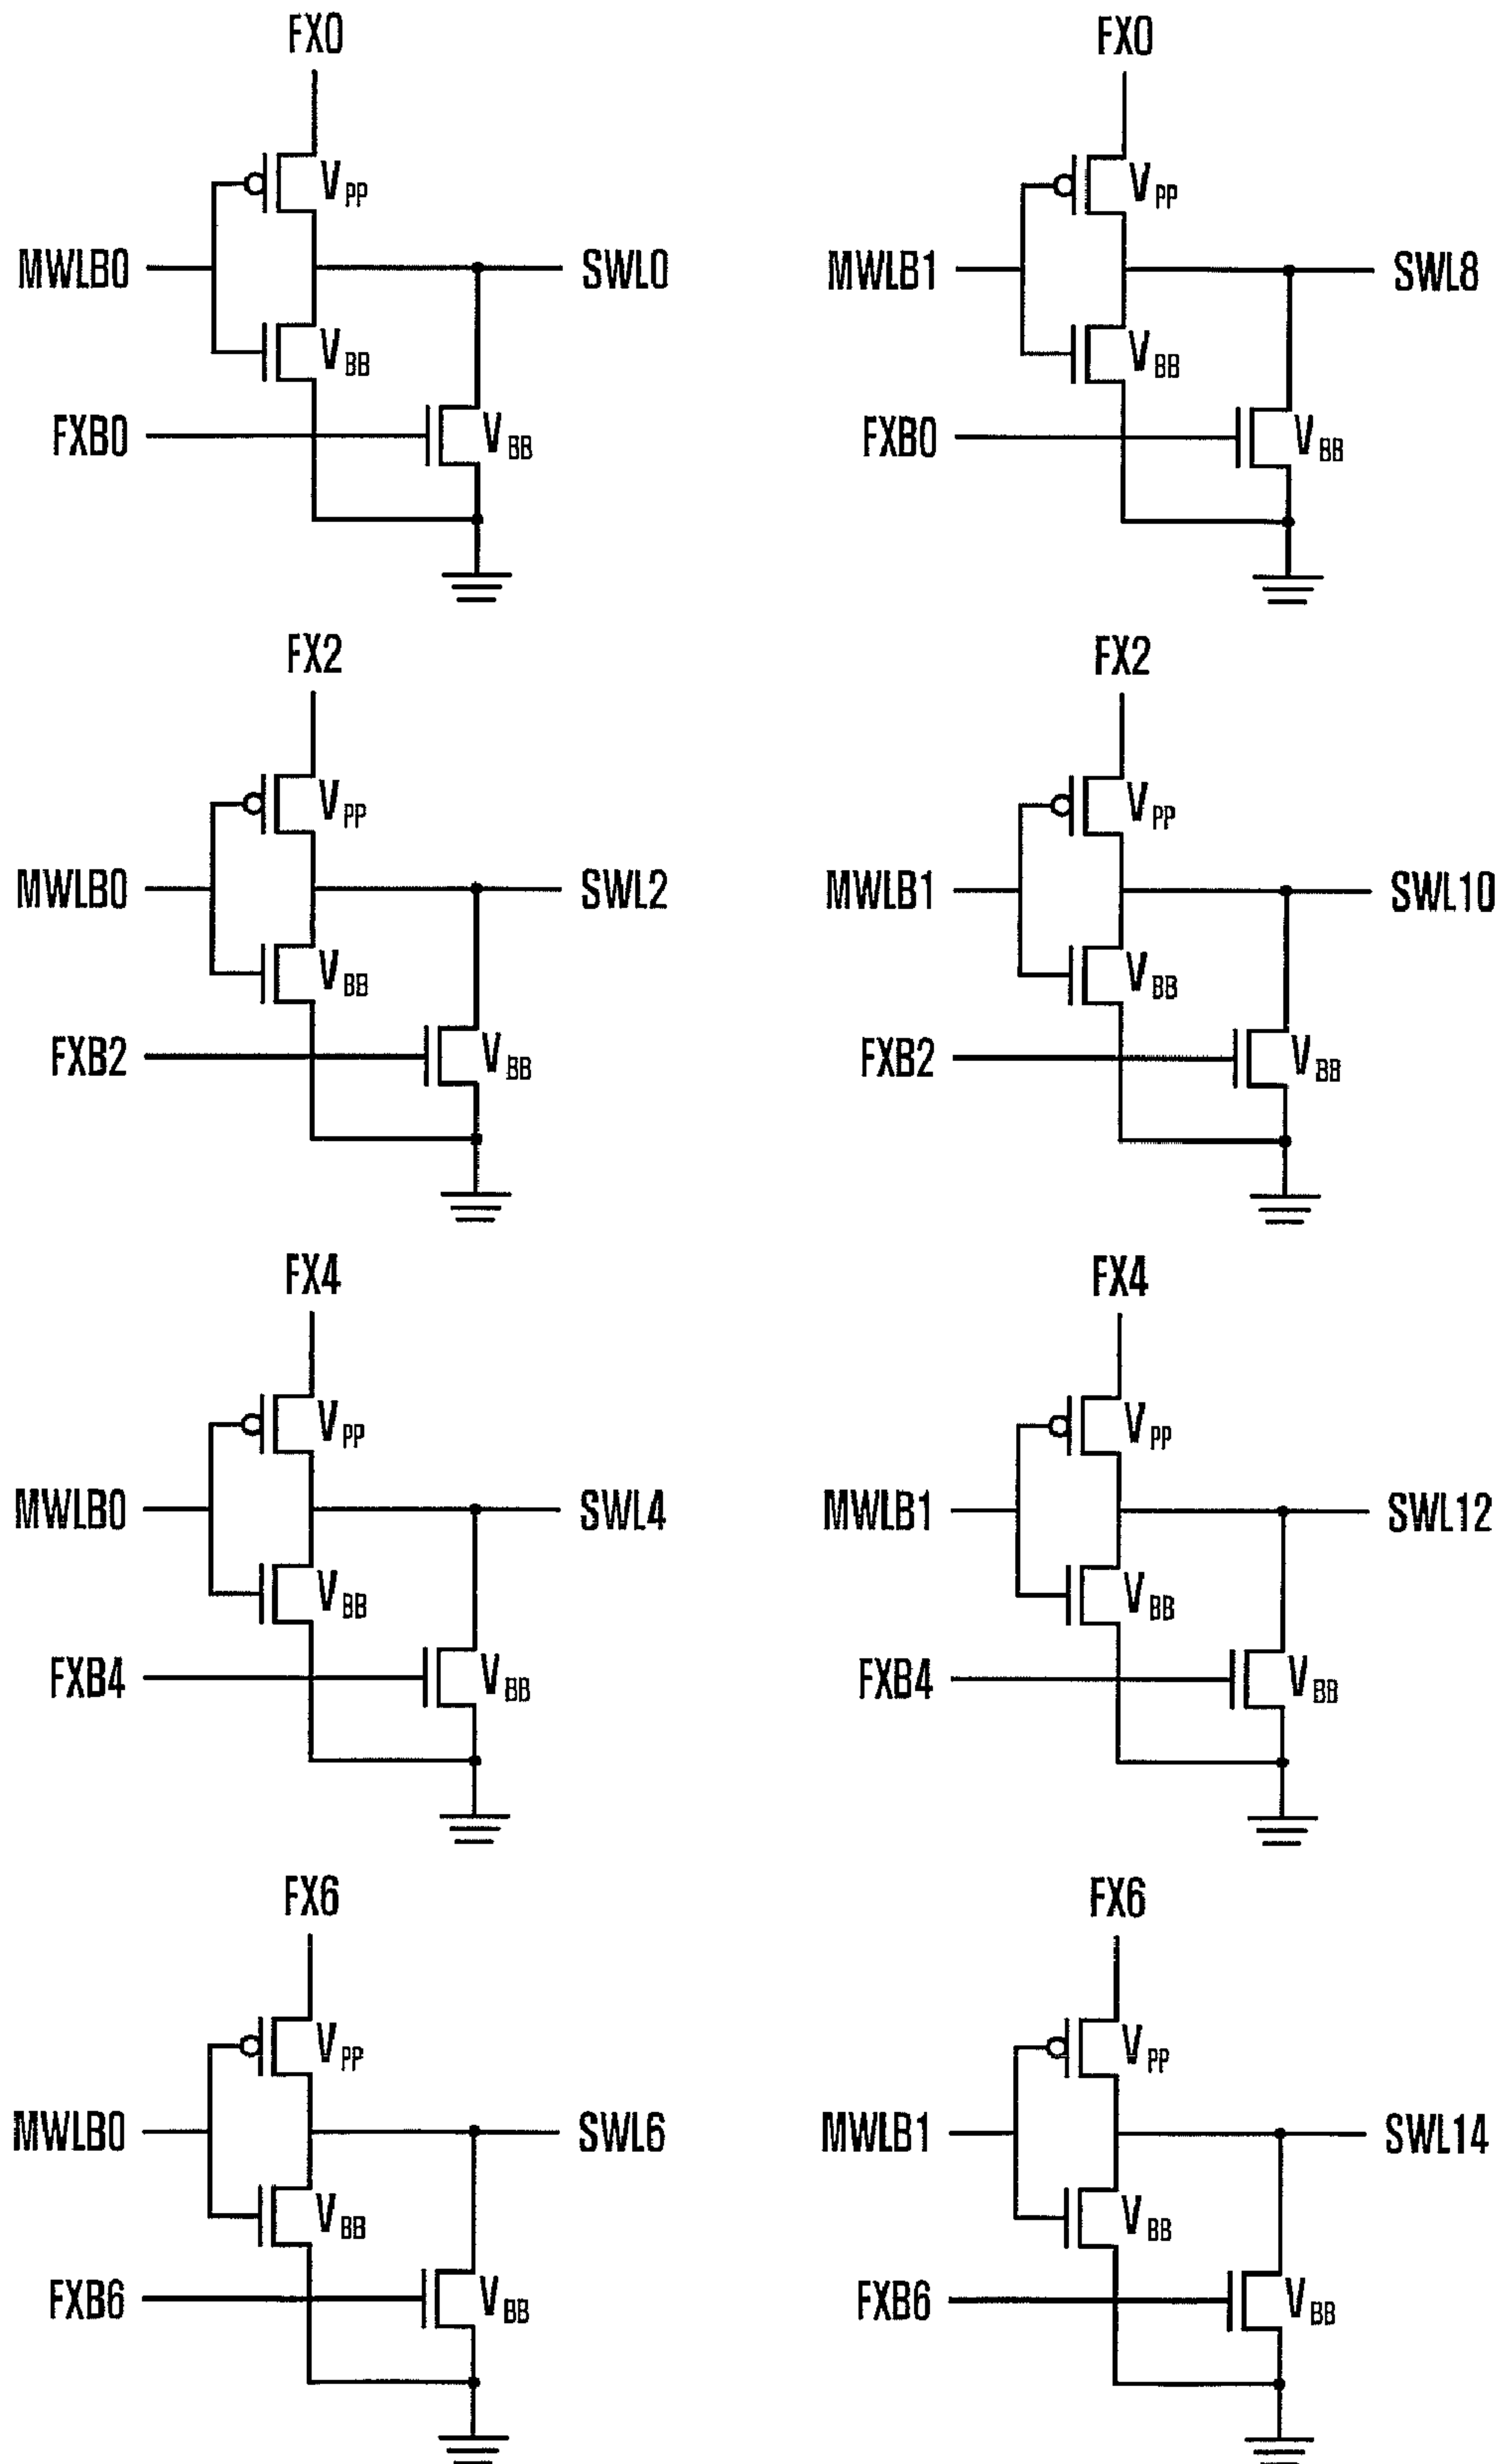 FX0
VPP
MWLB0
SWL0
VBB
FXB0
VBB
FX0
VPP
MWLB1
SWL8
VBB
FXB0
VBB
FX2
VPP
MWLB0
SWL2
VBB
FXB2
VBB
FX2
VPP
MWLB1
SWL10
VBB
FXB2
VBB
FX4
VPP
MWLB0
SWL4
VBB
FXB4
VBB
FX4
VPP
MWLB1
SWL12
VBB
FXB4
VBB
FX6
VPP
MWLB0
SWL6
VBB
FXB6
VBB
FX6
VPP
MWLB1
SWL14
VBB
FXB6
VBB